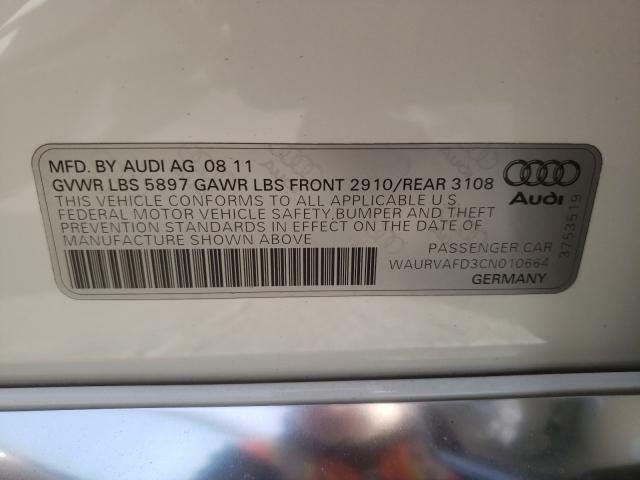 MFD. BY AUDI AG 08 11
GVWR LBS 5897 GAWR LBS FRONT 2910/REAR 3108
THIS VEHICLE CONFORMS TO ALL APPLICABLE U S
FEDERAL MOTOR VEHICLE SAFETY,BUMPER AND THEFT
PREVENTION STANDARDS IN EFFECT ON THE DATE OF
MANUFACTURE SHOWN ABOVE
PASSENGER CAR
WAURVAFD3CN010664
GERMANY
Audi
3753519